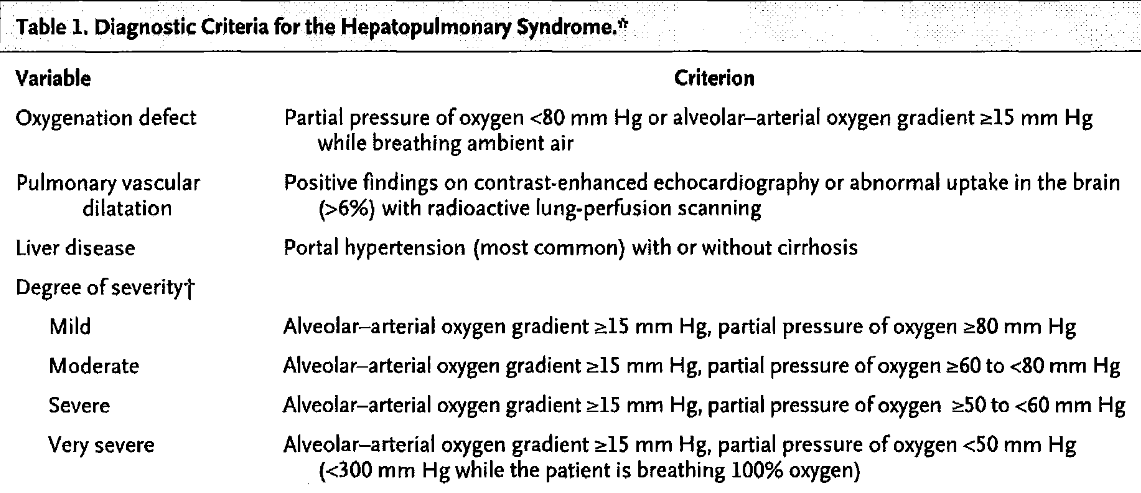 Table 1. Diagnostic Criteria for the Hepatopulmonary Syndrome.*
Variable Criterion
Oxygenation defect Partial pressure of oxygen <80 mm Hg or alveolar–arterial oxygen gradient ≥15 mm Hg
while breathing ambient air
Pulmonary vascular Positive findings on contrast-enhanced echocardiography or abnormal uptake in the brain
dilatation (>6%) with radioactive lung-perfusion scanning
Liver disease Portal hypertension (most common) with or without cirrhosis
Degree of severity†
Mild Alveolar–arterial oxygen gradient ≥15 mm Hg, partial pressure of oxygen ≥80 mm Hg
Moderate Alveolar–arterial oxygen gradient ≥15 mm Hg, partial pressure of oxygen ≥60 to <80 mm Hg
Severe Alveolar–arterial oxygen gradient ≥15 mm Hg, partial pressure of oxygen ≥50 to <60 mm Hg
Very severe Alveolar–arterial oxygen gradient ≥15 mm Hg, partial pressure of oxygen <50 mm Hg
(<300 mm Hg while the patient is breathing 100% oxygen)